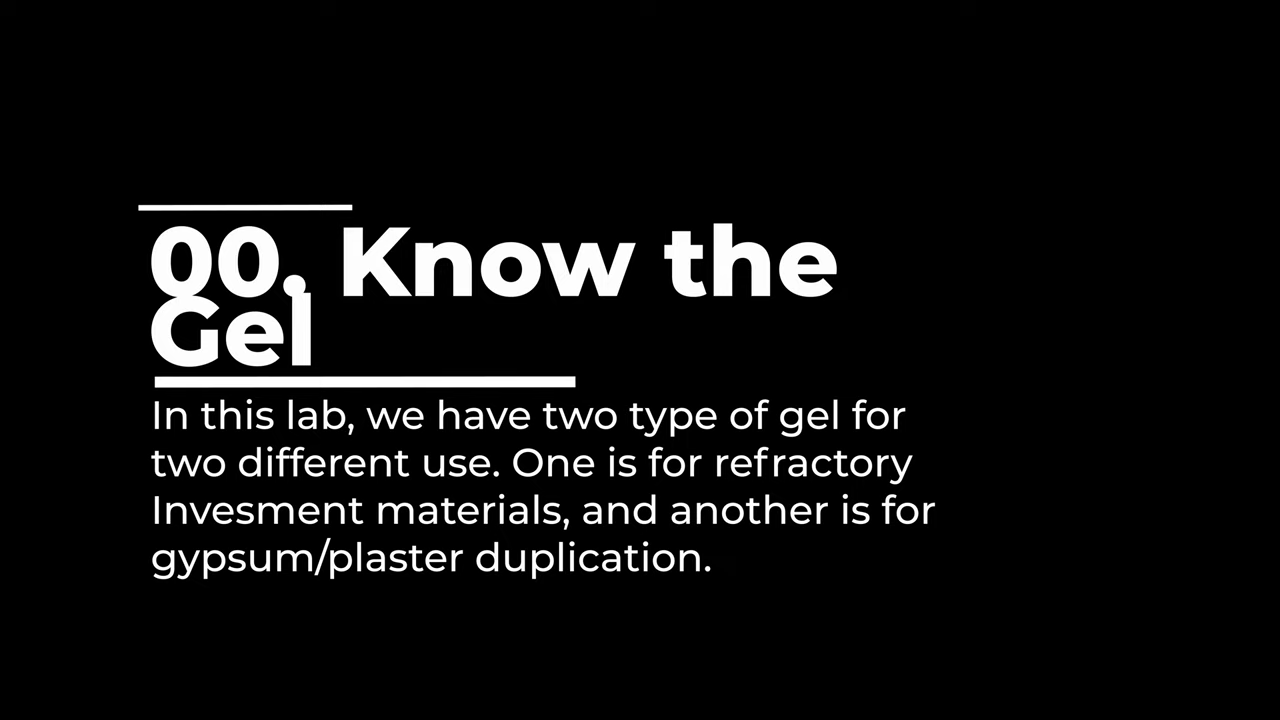 00. Know the
Gel
In this lab, we have two type of gel for
two different use. One is for refractory
Invesment materials, and another is for
gypsum/plaster duplication.